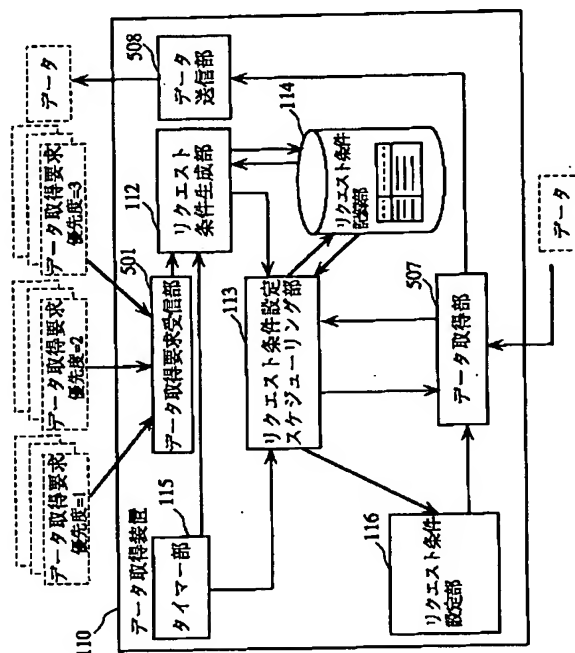 110
データ取得要求
優先度=1
データ取得要求
優先度=2
データ取得要求
優先度=3
データ
データ取得装置
115
タイマー部
501
データ取得要求受信部
112
リクエスト
条件生成部
508
データ
送信部
113
リクエスト条件設定
スケジューリング部
114
リクエスト条件
記録部
116
リクエスト条件
設定部
507
データ取得部
データ